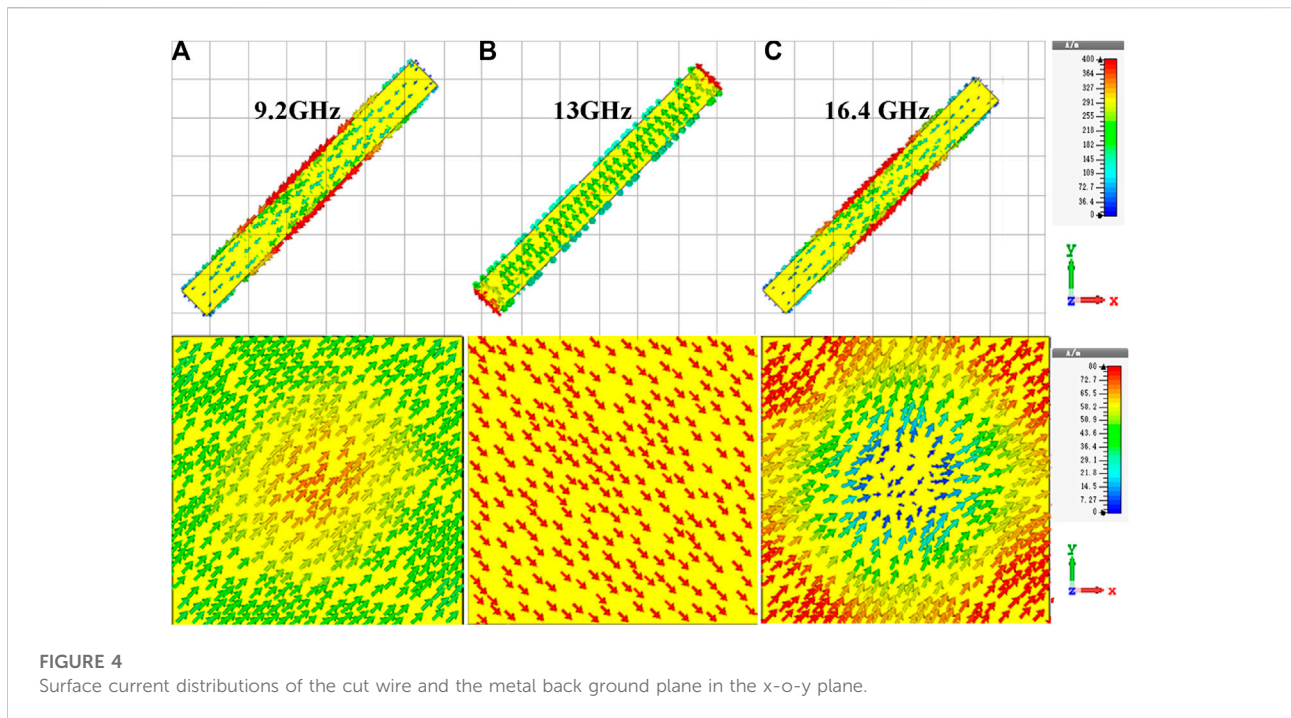 A
B
C
9.2GHz
13GHz
16.4 GHz
A/m
400
364
327
291
255
218
182
145
109
72.7
36.4
0
Y
Z
X
A/m
80
72.7
65.5
58.2
50.9
43.6
36.4
29.1
21.8
14.5
7.27
0
Y
Z
X
FIGURE 4
Surface current distributions of the cut wire and the metal back ground plane in the x-o-y plane.